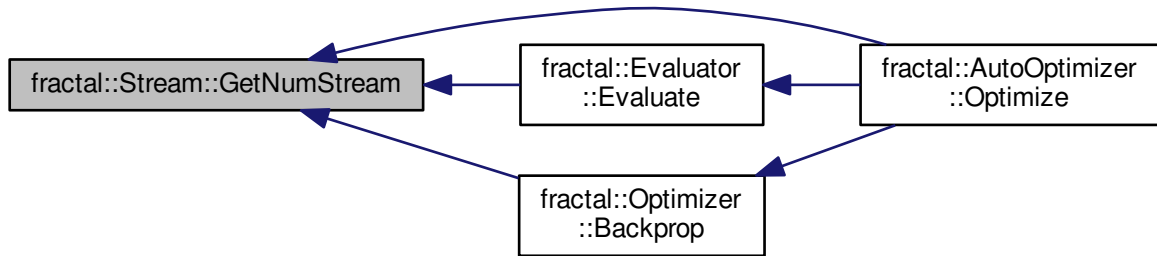 fractal::Stream::GetNumStream
fractal::Evaluator
::Evaluate
fractal::AutoOptimizer
::Optimize
fractal::Optimizer
::Backprop